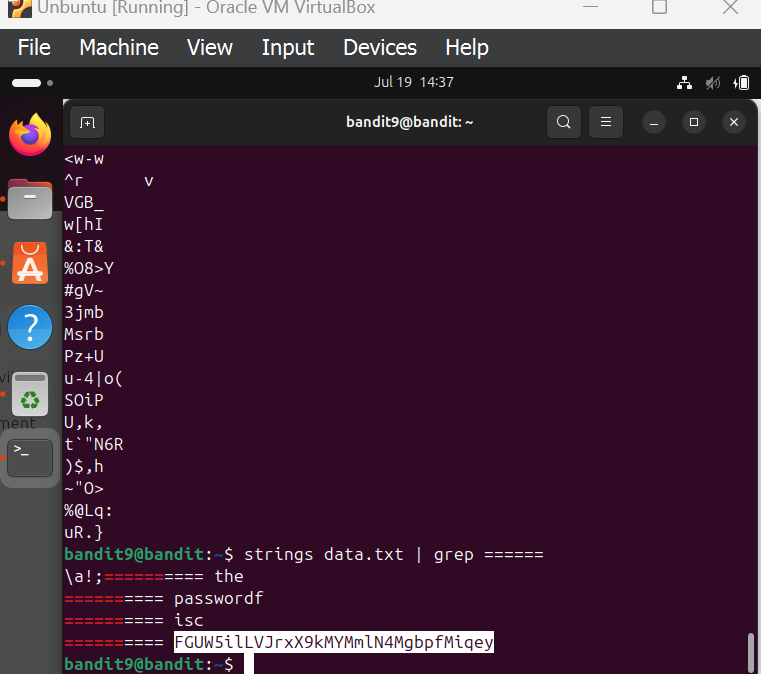 Unbuntu [Running] - Oracle VM VirtualBox
File Machine View Input Devices Help
Jul 19 14:37
bandit9@bandit: ~
<w-w
^r v
VGB_
w[hI
&:T&
%O8>Y
#gV~
3jmb
Msrb
Pz+U
u-4|o(
SOiP
U,k,
t`"N6R
)$,h
~"O>
%@Lq:
uR.}
bandit9@bandit:~$ strings data.txt | grep ======
\a!;========== the
========== passwordf
========== isc
========== FGUW5ilLVJrxX9kMYMmlN4MgbpfMiqey
bandit9@bandit:~$